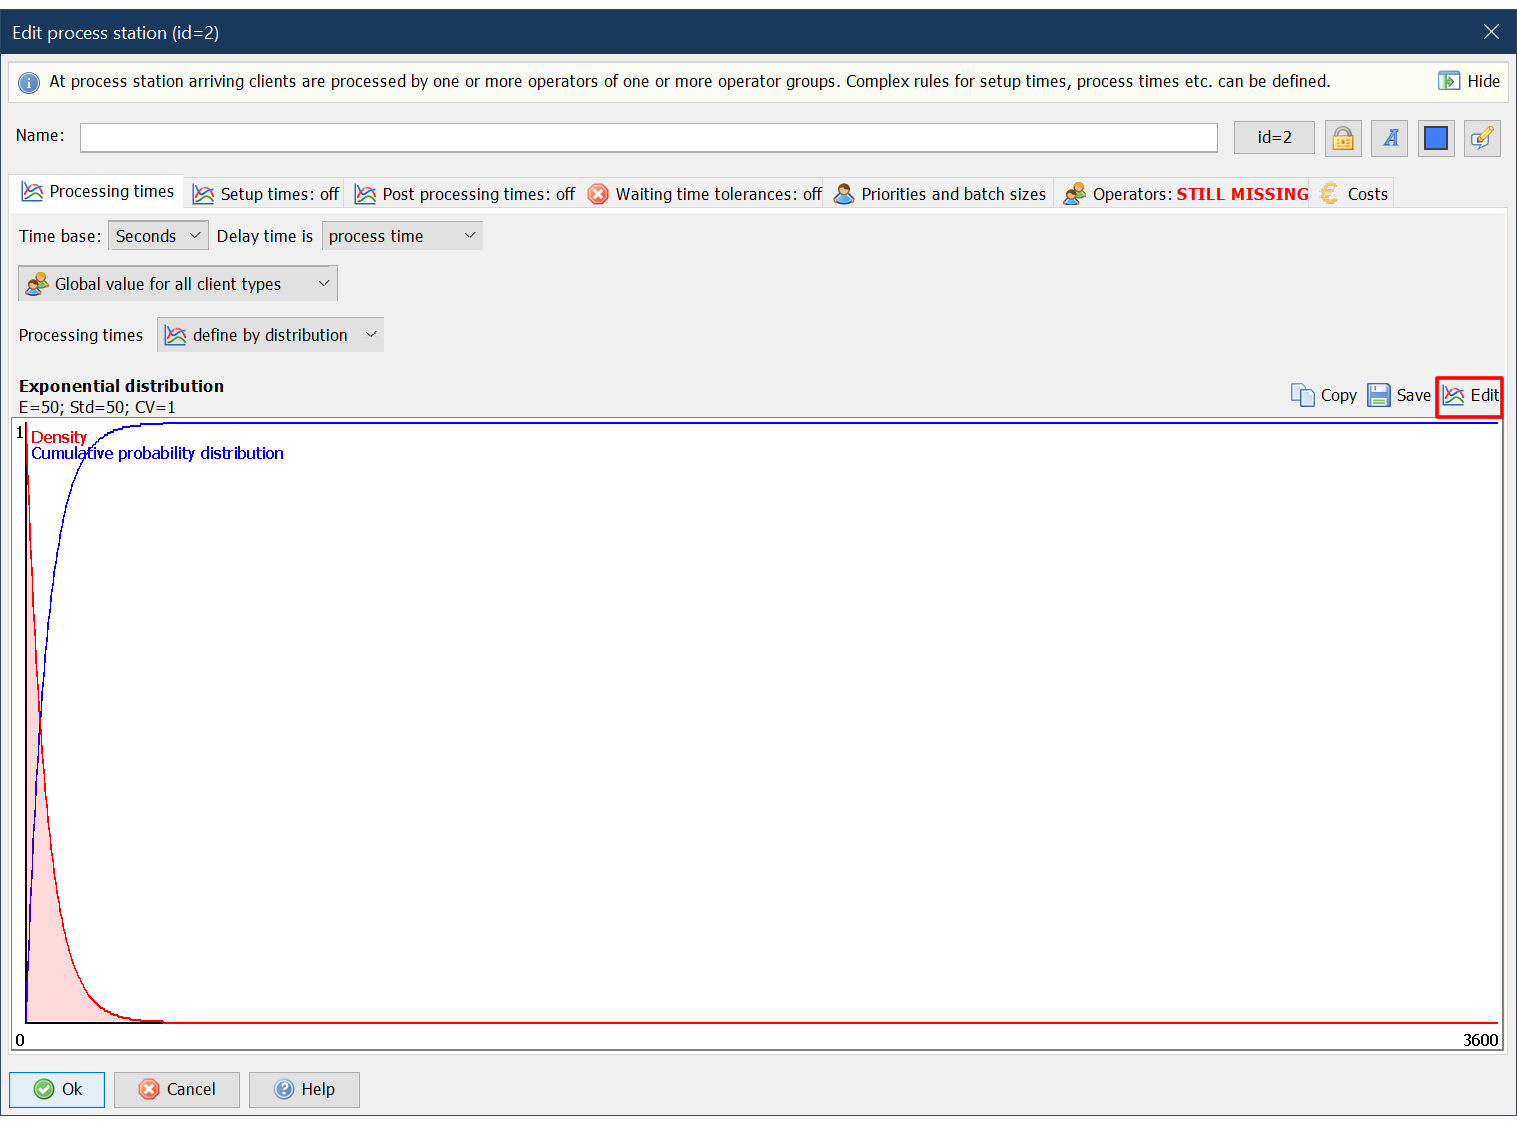 Edit process station (id=2)
At process station arriving clients are processed by one or more operators of one or more operator groups. Complex rules for setup times, process times etc. can be defined.
Hide
Name:
id=2
A
Processing times
Setup times: off
Post processing times: off
Waiting time tolerances: off
Priorities and batch sizes
Operators: STILL MISSING
Costs
Time base: Seconds Delay time is process time
Global value for all client types
Processing times define by distribution
Exponential distribution
E=50; Std=50; CV=1
Copy Save Edit
1
Density
Cumulative probability distribution
0 3600
Ok Cancel Help